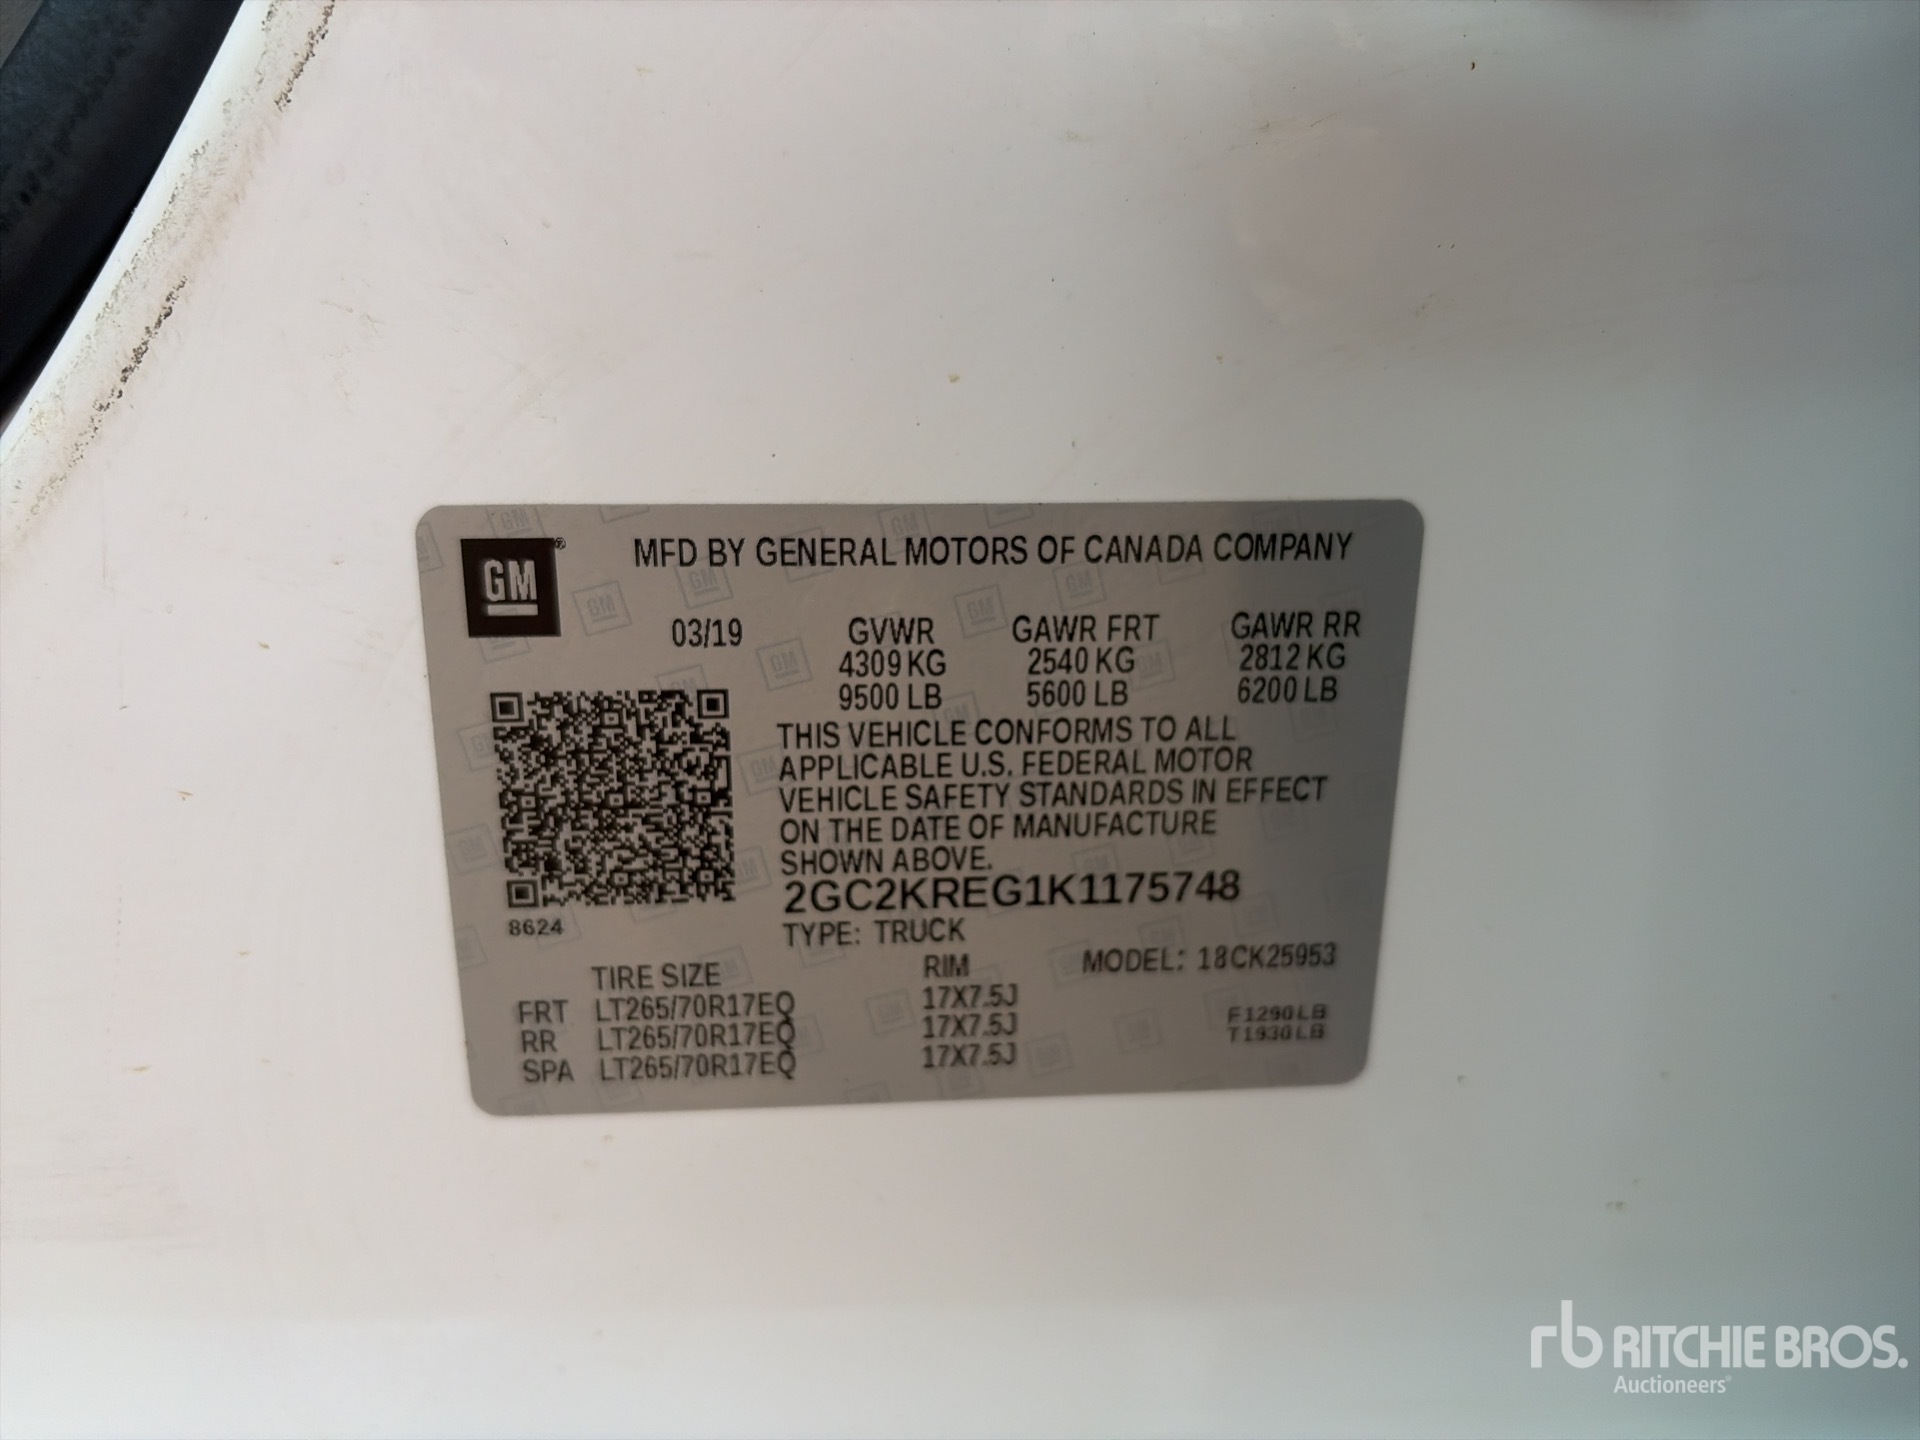 GM
MFD BY GENERAL MOTORS OF CANADA COMPANY
03/19 GVWR GAWR FRT GAWR RR
4309 KG 2540 KG 2812 KG
9500 LB 5600 LB 6200 LB
THIS VEHICLE CONFORMS TO ALL
APPLICABLE U.S. FEDERAL MOTOR
VEHICLE SAFETY STANDARDS IN EFFECT
ON THE DATE OF MANUFACTURE
SHOWN ABOVE.
2GC2KREG1K1175748
8624
TYPE: TRUCK
MODEL: 18CK25953
TIRE SIZE RIM
FRT LT265/70R17EQ 17X7.5J
RR LT265/70R17EQ 17X7.5J
SPA LT265/70R17EQ 17X7.5J
F1290LB
T1930LB
rb RITCHIE BROS.
Auctioneers